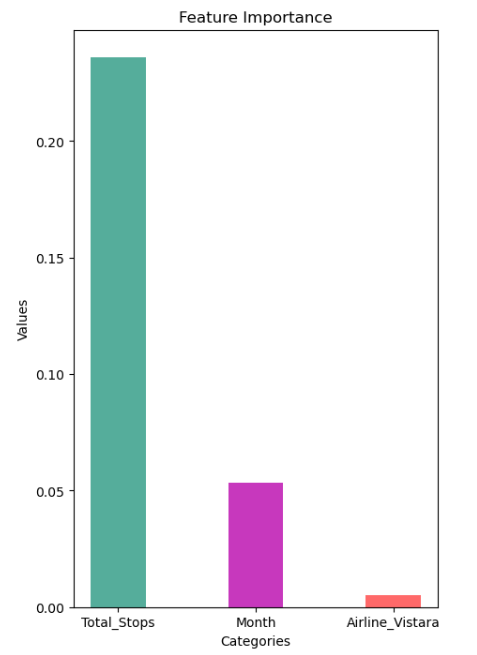 Feature Importance
0.20
0.15
0.10
0.05
0.00
Values
Total_Stops Month Airline_Vistara
Categories